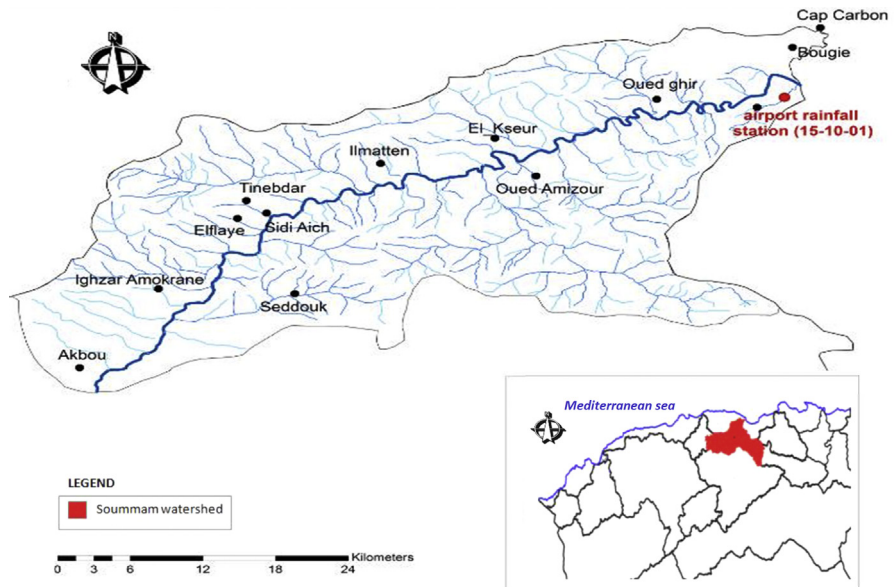 Cap Carbon
N
Bougie
Oued ghir
airport rainfall
station (15-10-01)
El_Kseur
Ilmatten
Oued Amizour
Tinebdar
Elflaye
Sidi Aich
Ighzar Amokrane
Seddouk
Akbou
Mediterranean sea
LEGEND
Soummam watershed
Kilometers
0 3 6 12 18 24